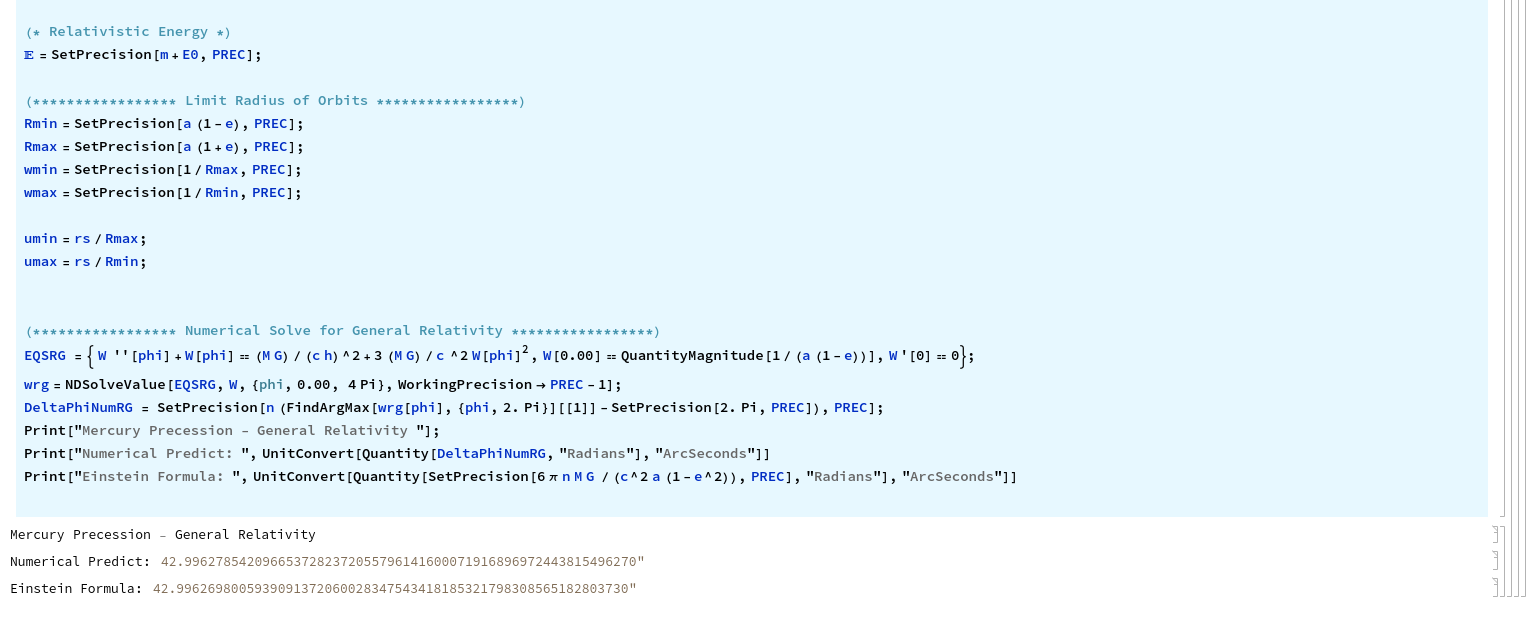 (* Relativistic Energy *)
𝔼 = SetPrecision[m + E0, PREC];
(***************** Limit Radius of Orbits *****************)
Rmin = SetPrecision[a (1 - e), PREC];
Rmax = SetPrecision[a (1 + e), PREC];
wmin = SetPrecision[1 / Rmax, PREC];
wmax = SetPrecision[1 / Rmin, PREC];
umin = rs / Rmax;
umax = rs / Rmin;
(***************** Numerical Solve for General Relativity *****************)
EQSRG = {W ''[phi] + W[phi] == (M G) / (c h) ^2 + 3 (M G) / c ^2 W[phi]², W[0.00] == QuantityMagnitude[1 / (a (1 - e))], W '[0] == 0};
wrg = NDSolveValue[EQSRG, W, {phi, 0.00, 4 Pi}, WorkingPrecision → PREC - 1];
DeltaPhiNumRG = SetPrecision[n (FindArgMax[wrg[phi], {phi, 2. Pi}][[1]] - SetPrecision[2. Pi, PREC]), PREC];
Print["Mercury Precession - General Relativity "];
Print["Numerical Predict: ", UnitConvert[Quantity[DeltaPhiNumRG, "Radians"], "ArcSeconds"]]
Print["Einstein Formula: ", UnitConvert[Quantity[SetPrecision[6 π n M G / (c^2 a (1 - e^2)), PREC], "Radians"], "ArcSeconds"]]
Mercury Precession - General Relativity
Numerical Predict: 42.9962785420966537282372055796141600071916896972443815496270"
Einstein Formula: 42.9962698005939091372060028347543418185321798308565182803730"